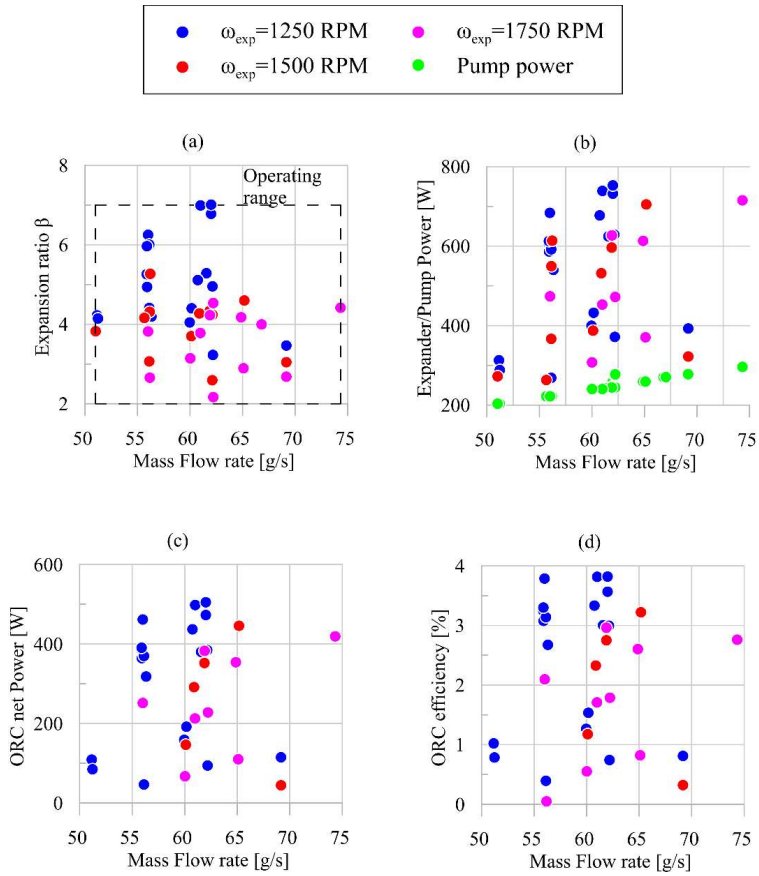 ωexp=1250 RPM ωexp=1750 RPM
ωexp=1500 RPM Pump power
(a)
8
6
4
2
Expansion ratio β
Operating
range
50 55 60 65 70 75
Mass Flow rate [g/s]
(b)
800
600
400
200
Expander/Pump Power [W]
50 55 60 65 70 75
Mass Flow rate [g/s]
(c)
600
400
200
0
ORC net Power [W]
50 55 60 65 70 75
Mass Flow rate [g/s]
(d)
4
3
2
1
0
ORC efficiency [%]
50 55 60 65 70 75
Mass Flow rate [g/s]